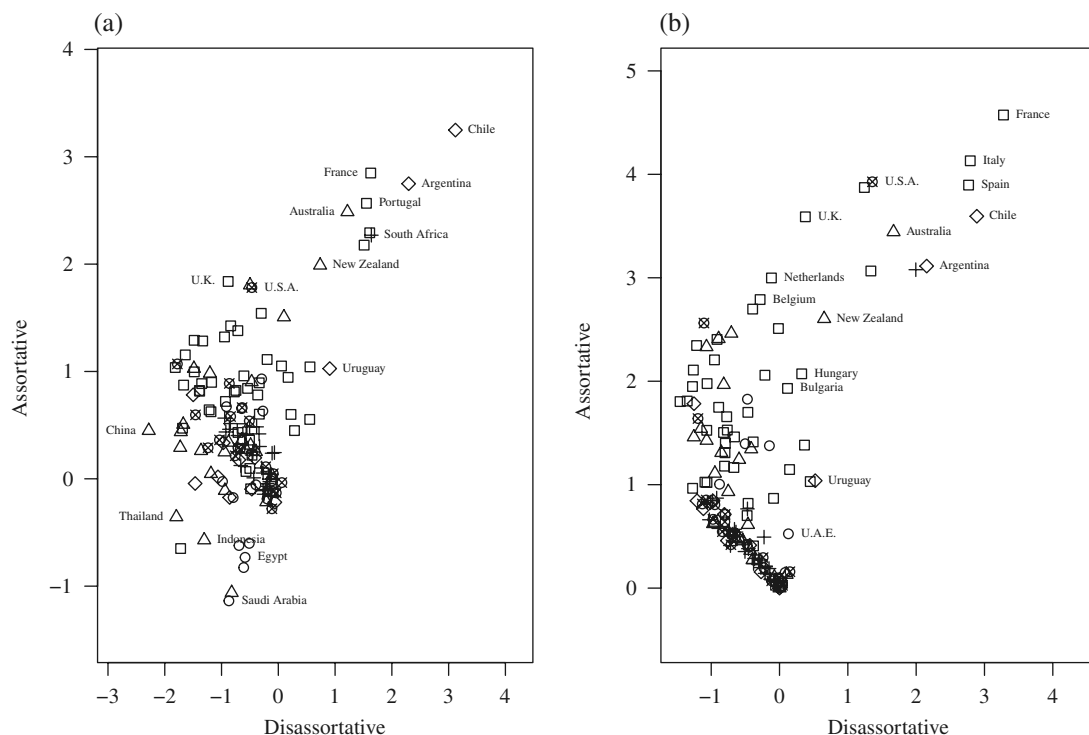 (a)
4
3
2
1
0
−1
Assortative
Chile
France
Argentina
Portugal
Australia
South Africa
New Zealand
U.K.
U.S.A.
Uruguay
China
Thailand
Indonesia
Egypt
Saudi Arabia
−3 −2 −1 0 1 2 3 4
Disassortative
(b)
5
4
3
2
1
0
Assortative
France
Italy
U.S.A.
Spain
U.K.
Chile
Australia
Argentina
Netherlands
Belgium
New Zealand
Hungary
Bulgaria
Uruguay
U.A.E.
−1 0 1 2 3 4
Disassortative